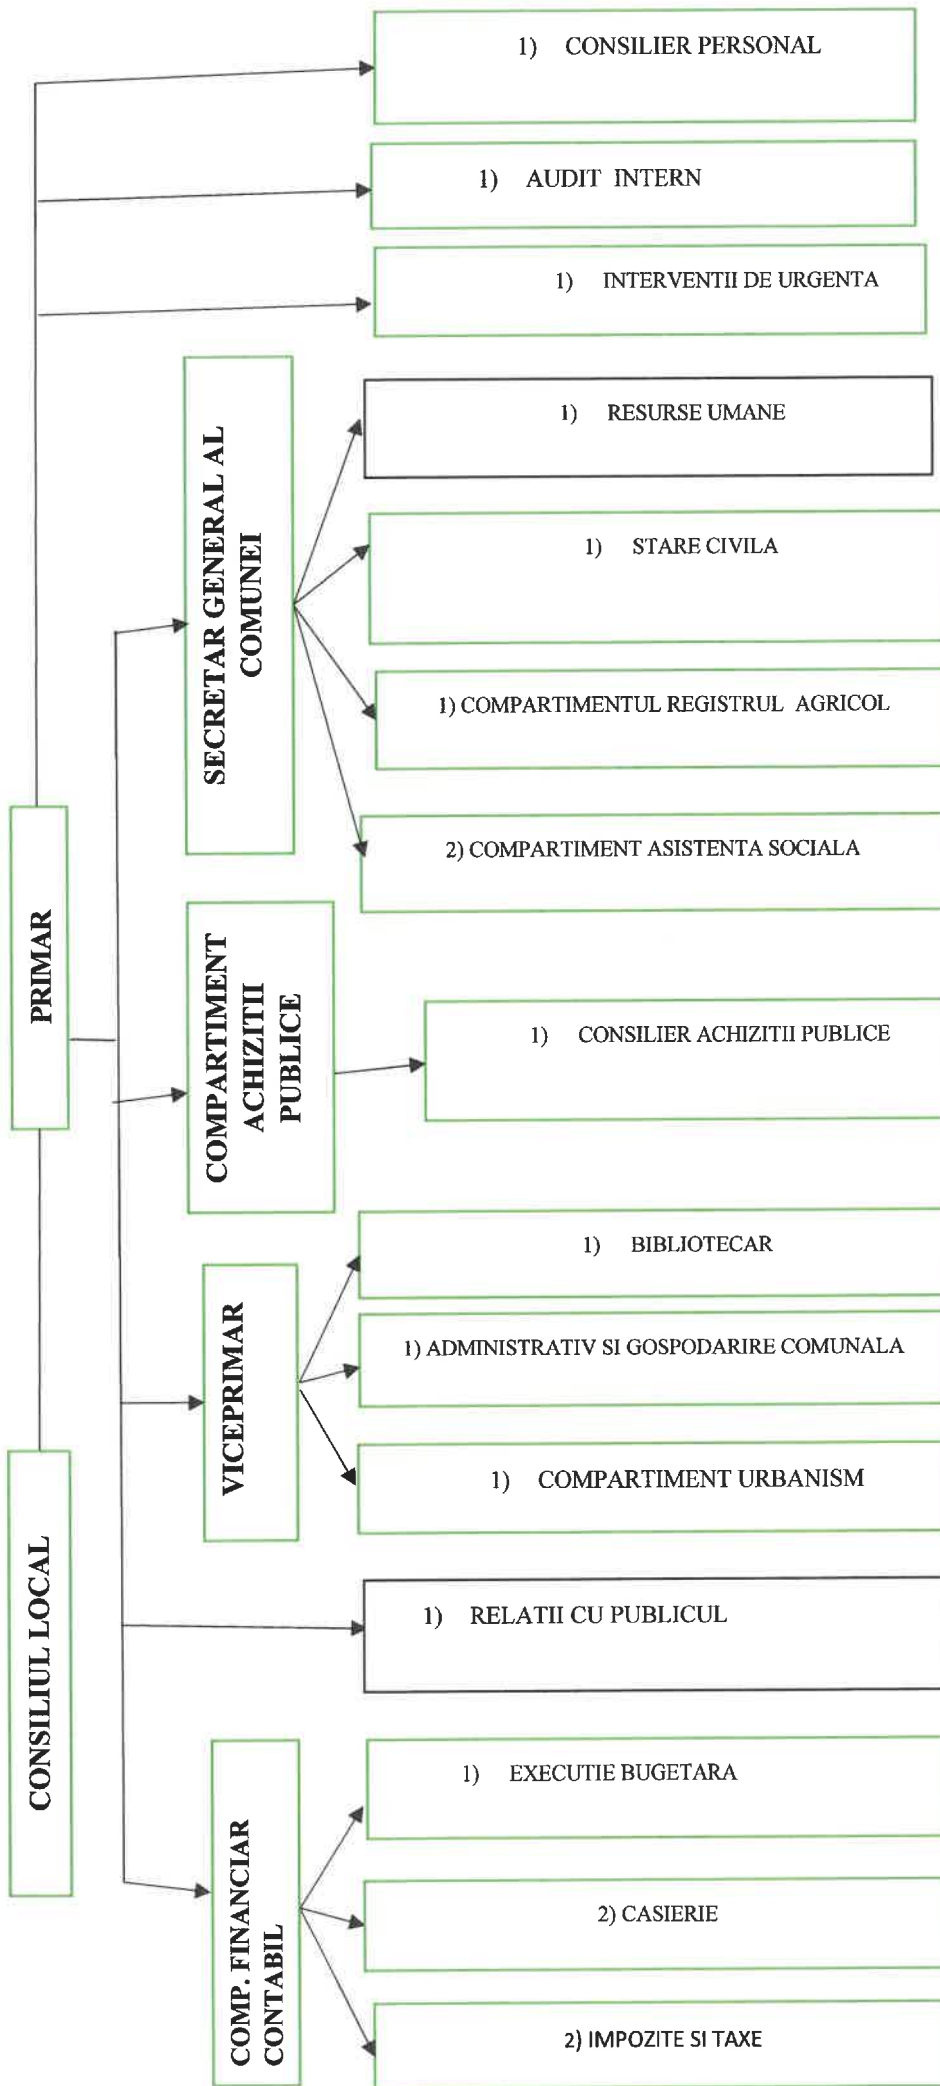 1) CONSILIER PERSONAL
1) AUDIT INTERN
1) INTERVENTII DE URGENTA
SECRETAR GENERAL AL
COMUNEI
1) RESURSE UMANE
1) STARE CIVILA
1) COMPARTIMENTUL REGISTRUL AGRICOL
2) COMPARTIMENT ASISTENTA SOCIALA
PRIMAR
COMPARTIMENT
ACHIZITII
PUBLICE
1) CONSILIER ACHIZITII PUBLICE
VICEPRIMAR
1) BIBLIOTECAR
1) ADMINISTRATIV SI GOSPODARIRE COMUNALA
1) COMPARTIMENT URBANISM
CONSILIUL LOCAL
1) RELATII CU PUBLICUL
COMP. FINANCIAR
CONTABIL
1) EXECUTIE BUGETARA
2) CASIERIE
2) IMPOZITE SI TAXE